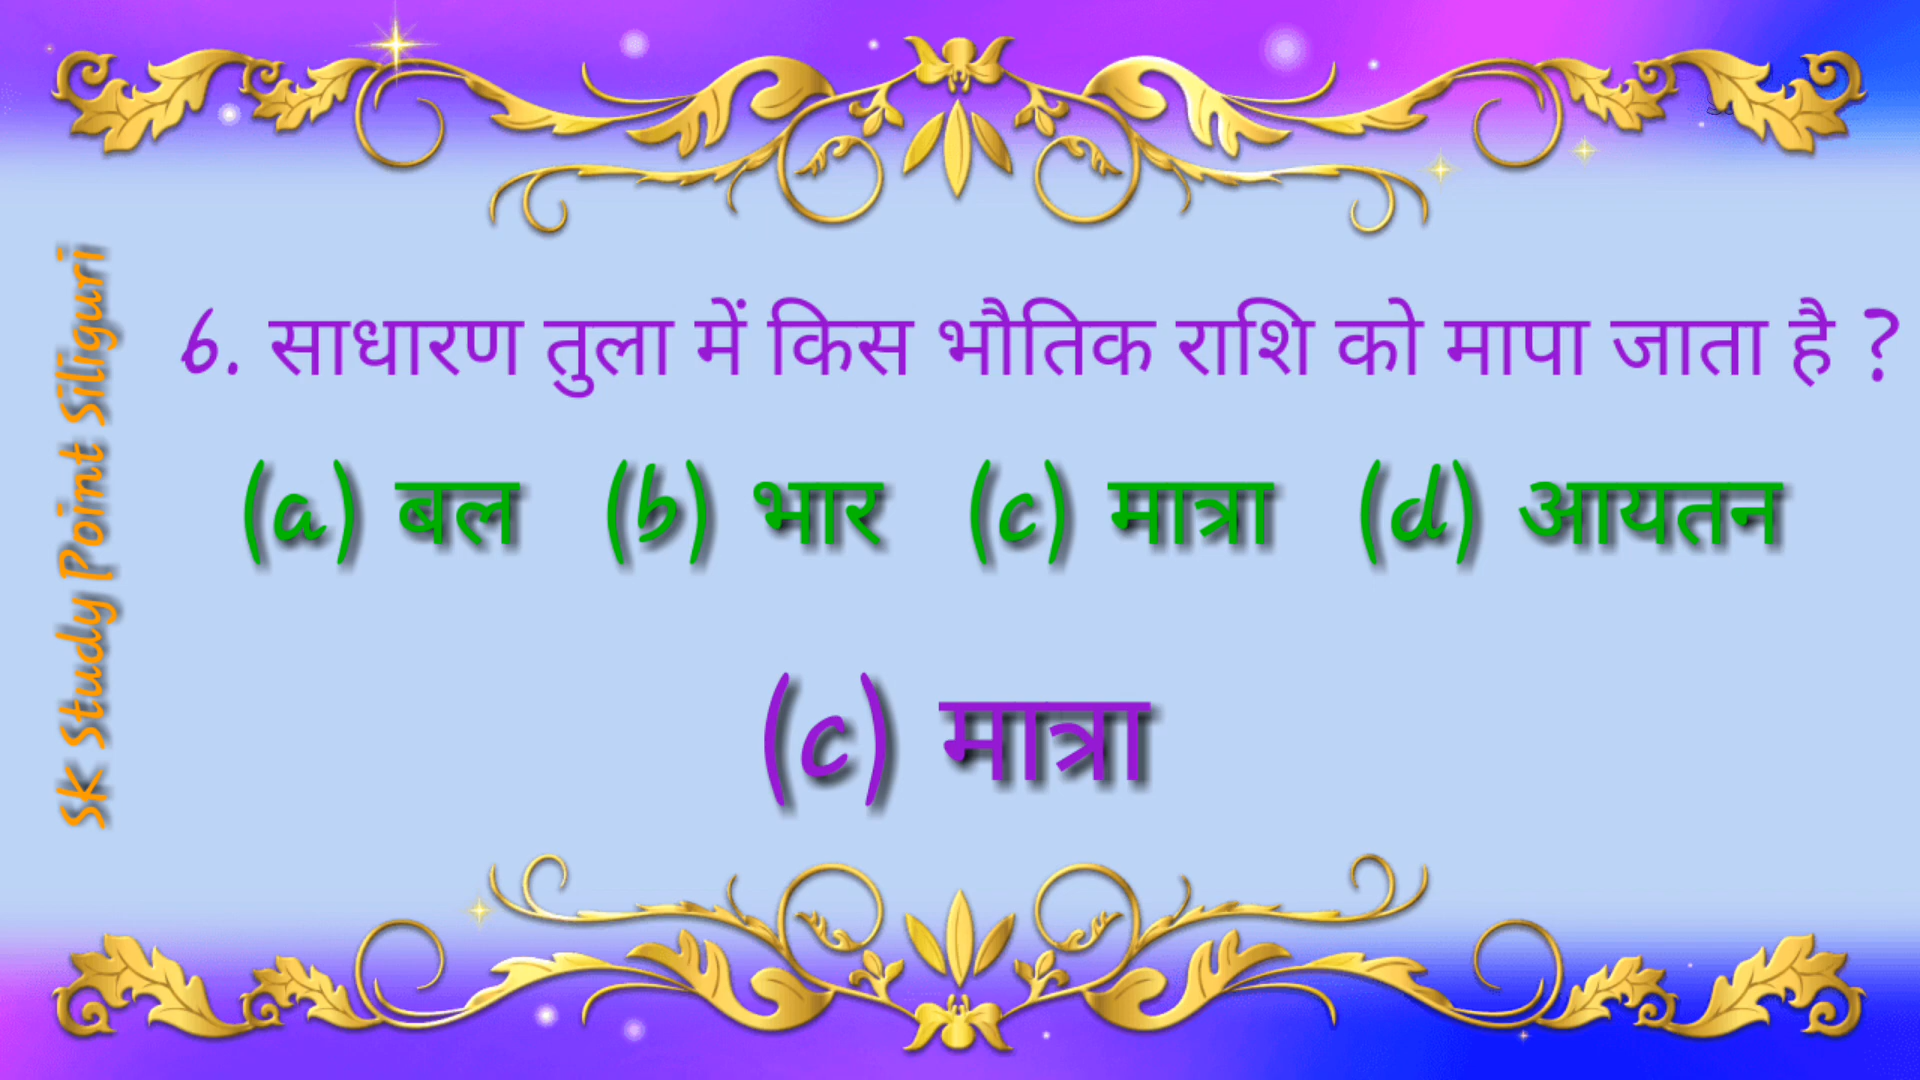 SK Study Point Siliguri
6. साधारण तुला में किस भौतिक राशि को मापा जाता है ?
(a) बल (b) भार (c) मात्रा (d) आयतन
(c) मात्रा